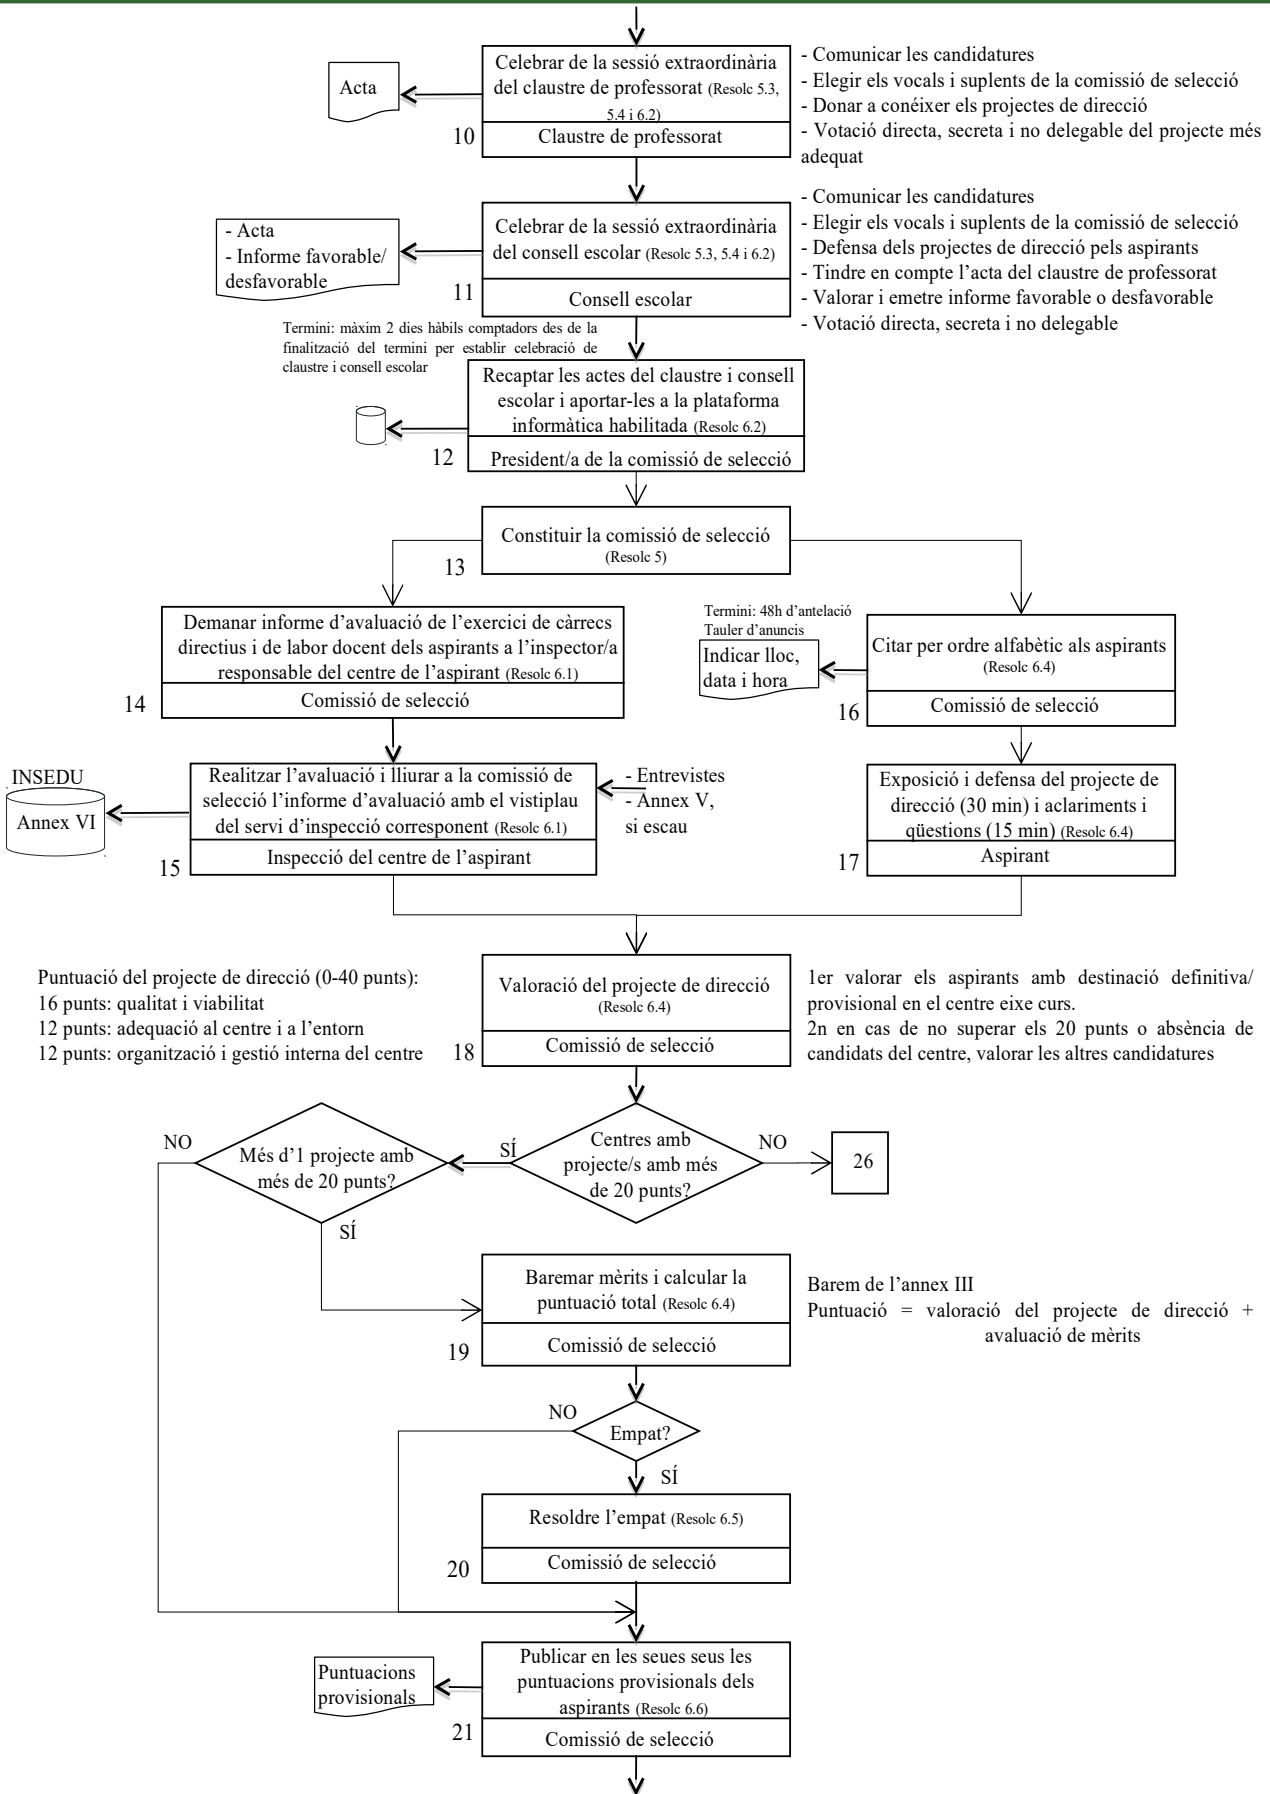 Celebrar de la sessió extraordinària
del claustre de professorat (Resolc 5.3,
5.4 i 6.2)
Claustre de professorat
10
Acta
- Comunicar les candidatures
- Elegir els vocals i suplents de la comissió de selecció
- Donar a conéixer els projectes de direcció
- Votació directa, secreta i no delegable del projecte més
adequat
Celebrar de la sessió extraordinària
del consell escolar (Resolc 5.3, 5.4 i 6.2)
Consell escolar
11
- Acta
- Informe favorable/
desfavorable
- Comunicar les candidatures
- Elegir els vocals i suplents de la comissió de selecció
- Defensa dels projectes de direcció pels aspirants
- Tindre en compte l’acta del claustre de professorat
- Valorar i emetre informe favorable o desfavorable
- Votació directa, secreta i no delegable
Termini: màxim 2 dies hàbils comptadors des de la
finalització del termini per establir celebració de
claustre i consell escolar
Recaptar les actes del claustre i consell
escolar i aportar-les a la plataforma
informàtica habilitada (Resolc 6.2)
President/a de la comissió de selecció
12
Constituir la comissió de selecció
(Resolc 5)
13
Demanar informe d’avaluació de l’exercici de càrrecs
directius i de labor docent dels aspirants a l’inspector/a
responsable del centre de l’aspirant (Resolc 6.1)
Comissió de selecció
14
Termini: 48h d’antelació
Tauler d’anuncis
Indicar lloc,
data i hora
Citar per ordre alfabètic als aspirants
(Resolc 6.4)
Comissió de selecció
16
INSEDU
Annex VI
Realitzar l’avaluació i lliurar a la comissió de
selecció l’informe d’avaluació amb el vistiplau
del servi d’inspecció corresponent (Resolc 6.1)
Inspecció del centre de l’aspirant
15
- Entrevistes
- Annex V,
si escau
Exposició i defensa del projecte de
direcció (30 min) i aclariments i
qüestions (15 min) (Resolc 6.4)
Aspirant
17
Puntuació del projecte de direcció (0-40 punts):
16 punts: qualitat i viabilitat
12 punts: adequació al centre i a l’entorn
12 punts: organització i gestió interna del centre
Valoració del projecte de direcció
(Resolc 6.4)
Comissió de selecció
18
1er valorar els aspirants amb destinació definitiva/
provisional en el centre eixe curs.
2n en cas de no superar els 20 punts o absència de
candidats del centre, valorar les altres candidatures
NO
Més d’1 projecte amb
més de 20 punts?
SÍ
SÍ
Centres amb
projecte/s amb més
de 20 punts?
NO
26
Baremar mèrits i calcular la
puntuació total (Resolc 6.4)
Comissió de selecció
19
Barem de l’annex III
Puntuació = valoració del projecte de direcció +
avaluació de mèrits
NO
Empat?
SÍ
Resoldre l’empat (Resolc 6.5)
Comissió de selecció
20
Puntuacions
provisionals
Publicar en les seues seus les
puntuacions provisionals dels
aspirants (Resolc 6.6)
Comissió de selecció
21